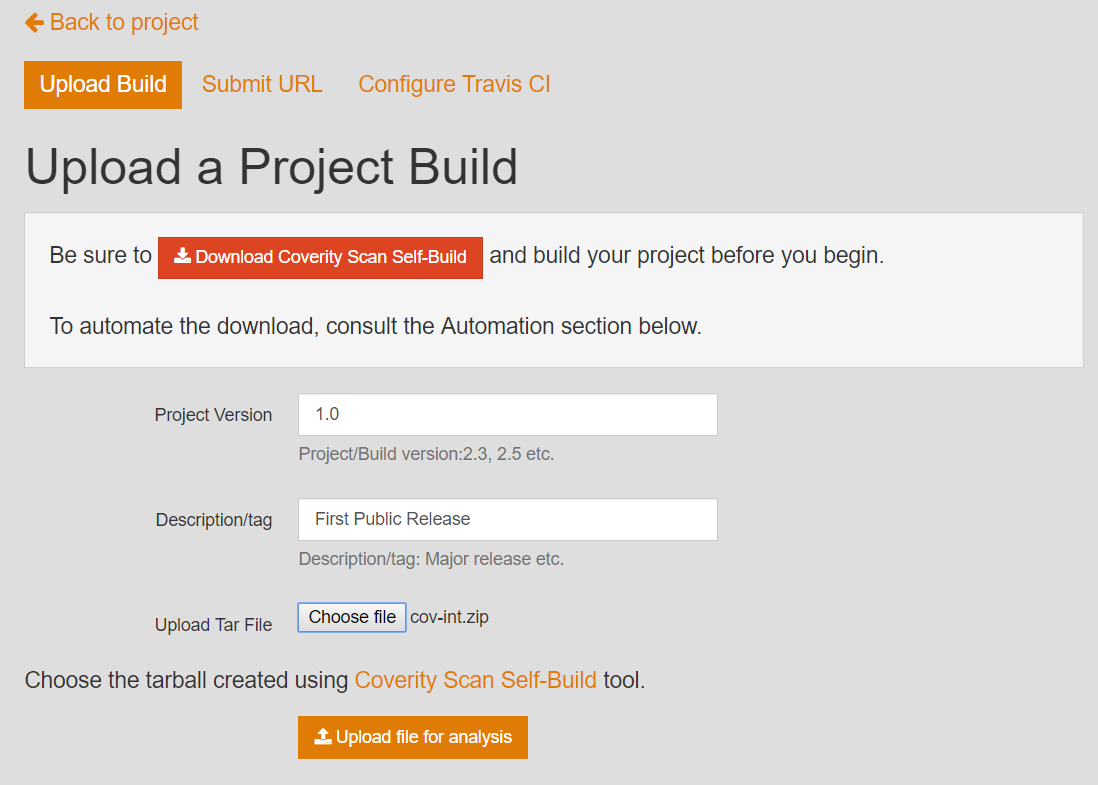 Back to project
Upload Build Submit URL Configure Travis CI
Upload a Project Build
Be sure to Download Coverity Scan Self-Build and build your project before you begin.
To automate the download, consult the Automation section below.
Project Version 1.0
Project/Build version:2.3, 2.5 etc.
Description/tag First Public Release
Description/tag: Major release etc.
Upload Tar File Choose file cov-int.zip
Choose the tarball created using Coverity Scan Self-Build tool.
Upload file for analysis